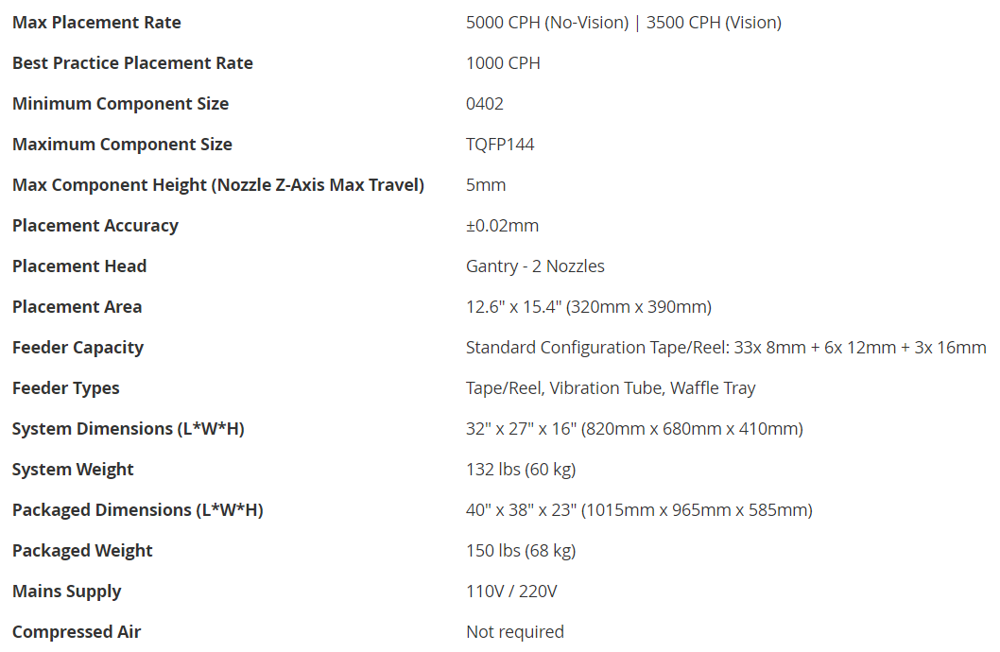 Max Placement Rate 5000 CPH (No-Vision) | 3500 CPH (Vision)
Best Practice Placement Rate 1000 CPH
Minimum Component Size 0402
Maximum Component Size TQFP144
Max Component Height (Nozzle Z-Axis Max Travel) 5mm
Placement Accuracy ±0.02mm
Placement Head Gantry - 2 Nozzles
Placement Area 12.6" x 15.4" (320mm x 390mm)
Feeder Capacity Standard Configuration Tape/Reel: 33x 8mm + 6x 12mm + 3x 16mm
Feeder Types Tape/Reel, Vibration Tube, Waffle Tray
System Dimensions (L*W*H) 32" x 27" x 16" (820mm x 680mm x 410mm)
System Weight 132 lbs (60 kg)
Packaged Dimensions (L*W*H) 40" x 38" x 23" (1015mm x 965mm x 585mm)
Packaged Weight 150 lbs (68 kg)
Mains Supply 110V / 220V
Compressed Air Not required